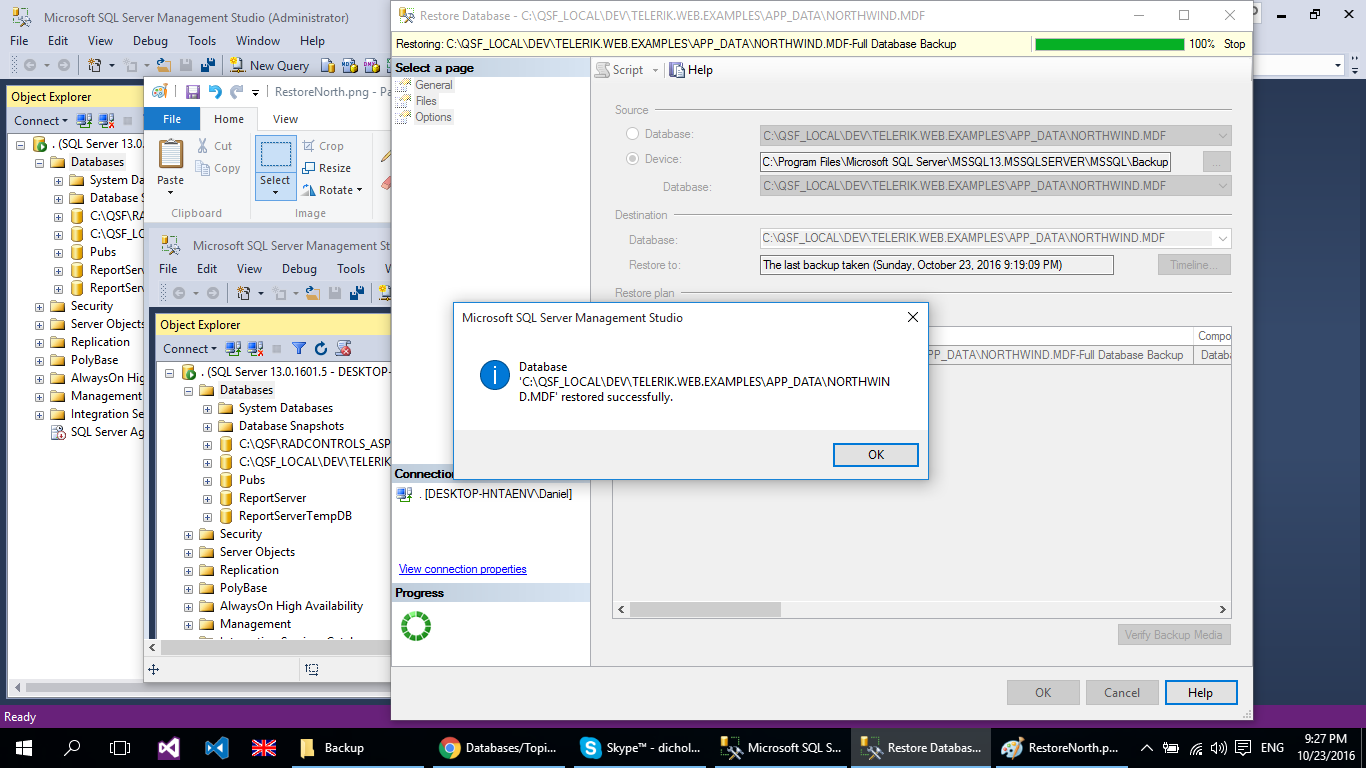 Microsoft SQL Server Management Studio (Administrator)
File Edit View Debug Tools Window Help
New Query
Object Explorer
Connect
. (SQL Server 13.0.
Databases
System Da
Database S
C:\QSF\RA
C:\QSF_LO
Pubs
ReportServ
ReportServ
Security
Server Objects
Replication
PolyBase
AlwaysOn Hig
Management
Integration Se
SQL Server Ag
Ready
RestoreNorth.png - Pa
File Home View
Paste
Cut
Copy
Clipboard
Select
Crop
Resize
Rotate
Image
Microsoft SQL Server Management St
File Edit View Debug Tools
Object Explorer
Connect
. (SQL Server 13.0.1601.5 - DESKTOP-
Databases
System Databases
Database Snapshots
C:\QSF\RADCONTROLS_ASP
C:\QSF_LOCAL\DEV\TELERIK
Pubs
ReportServer
ReportServerTempDB
Security
Server Objects
Replication
PolyBase
AlwaysOn High Availability
Management
Restore Database - C:\QSF_LOCAL\DEV\TELERIK.WEB.EXAMPLES\APP_DATA\NORTHWIND.MDF
Restoring: C:\QSF_LOCAL\DEV\TELERIK.WEB.EXAMPLES\APP_DATA\NORTHWIND.MDF-Full Database Backup 100% Stop
Select a page
General
Files
Options
Script Help
Source
Database: C:\QSF_LOCAL\DEV\TELERIK.WEB.EXAMPLES\APP_DATA\NORTHWIND.MDF
Device: C:\Program Files\Microsoft SQL Server\MSSQL13.MSSQLSERVER\MSSQL\Backup ...
Database: C:\QSF_LOCAL\DEV\TELERIK.WEB.EXAMPLES\APP_DATA\NORTHWIND.MDF
Destination
Database: C:\QSF_LOCAL\DEV\TELERIK.WEB.EXAMPLES\APP_DATA\NORTHWIND.MDF
Restore to: The last backup taken (Sunday, October 23, 2016 9:19:09 PM) Timeline...
Restore plan
Compo
PP_DATA\NORTHWIND.MDF-Full Database Backup Databa
Microsoft SQL Server Management Studio
Database
'C:\QSF_LOCAL\DEV\TELERIK.WEB.EXAMPLES\APP_DATA\NORTHWIN
D.MDF' restored successfully.
OK
Connection
. [DESKTOP-HNTAENV\Daniel]
View connection properties
Progress
Verify Backup Media
OK Cancel Help
Backup
Databases/Topi...
Skype™ - dichol...
Microsoft SQL S...
Restore Databas...
RestoreNorth.p...
ENG
9:27 PM
10/23/2016